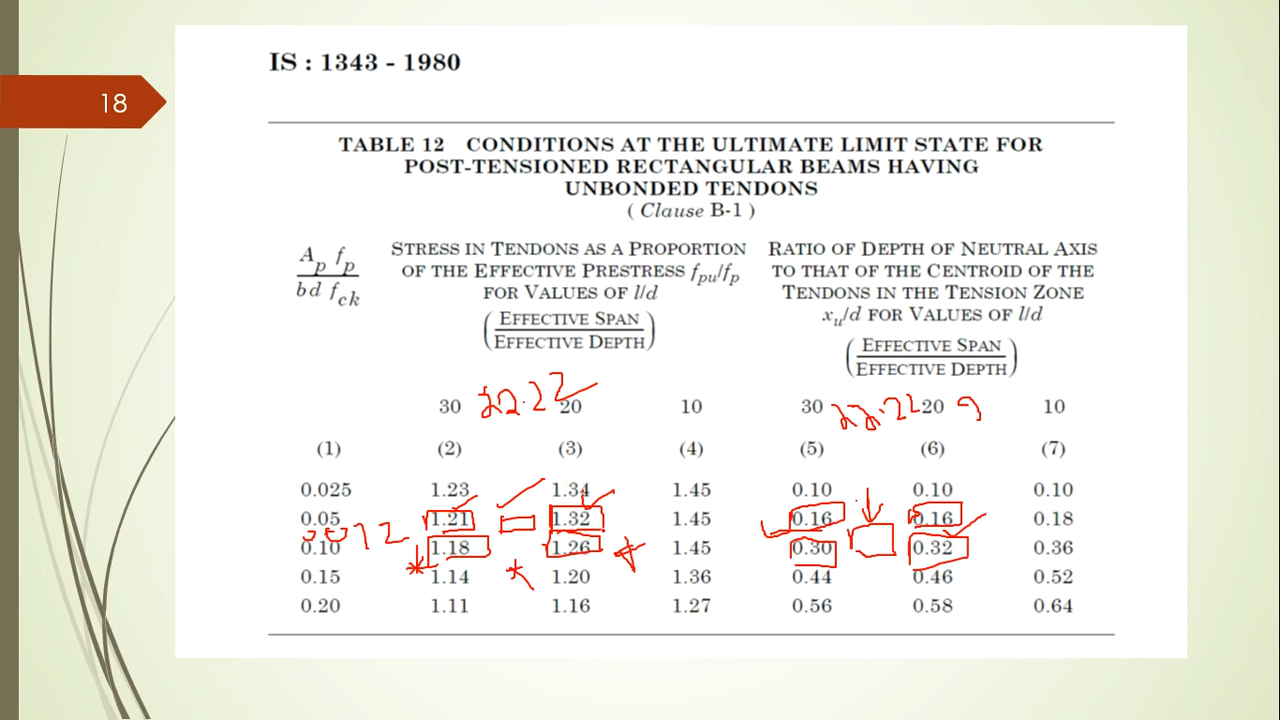 18
IS : 1343 - 1980
TABLE 12 CONDITIONS AT THE ULTIMATE LIMIT STATE FOR
POST-TENSIONED RECTANGULAR BEAMS HAVING
UNBONDED TENDONS
( Clause B-1 )
A_p f_p
bd f_ck
STRESS IN TENDONS AS A PROPORTION
OF THE EFFECTIVE PRESTRESS f_pu/f_p
FOR VALUES OF l/d
(EFFECTIVE SPAN
EFFECTIVE DEPTH)
RATIO OF DEPTH OF NEUTRAL AXIS
TO THAT OF THE CENTROID OF THE
TENDONS IN THE TENSION ZONE
x_u/d FOR VALUES OF l/d
(EFFECTIVE SPAN
EFFECTIVE DEPTH)
30 22.22 20 10 30 22.22 20 10
(1) (2) (3) (4) (5) (6) (7)
0.025 1.23 1.34 1.45 0.10 0.10 0.10
0.05 1.21 1.32 1.45 0.16 0.16 0.18
0.072
0.10 1.18 1.26 1.45 0.30 0.32 0.36
0.15 1.14 1.20 1.36 0.44 0.46 0.52
0.20 1.11 1.16 1.27 0.56 0.58 0.64